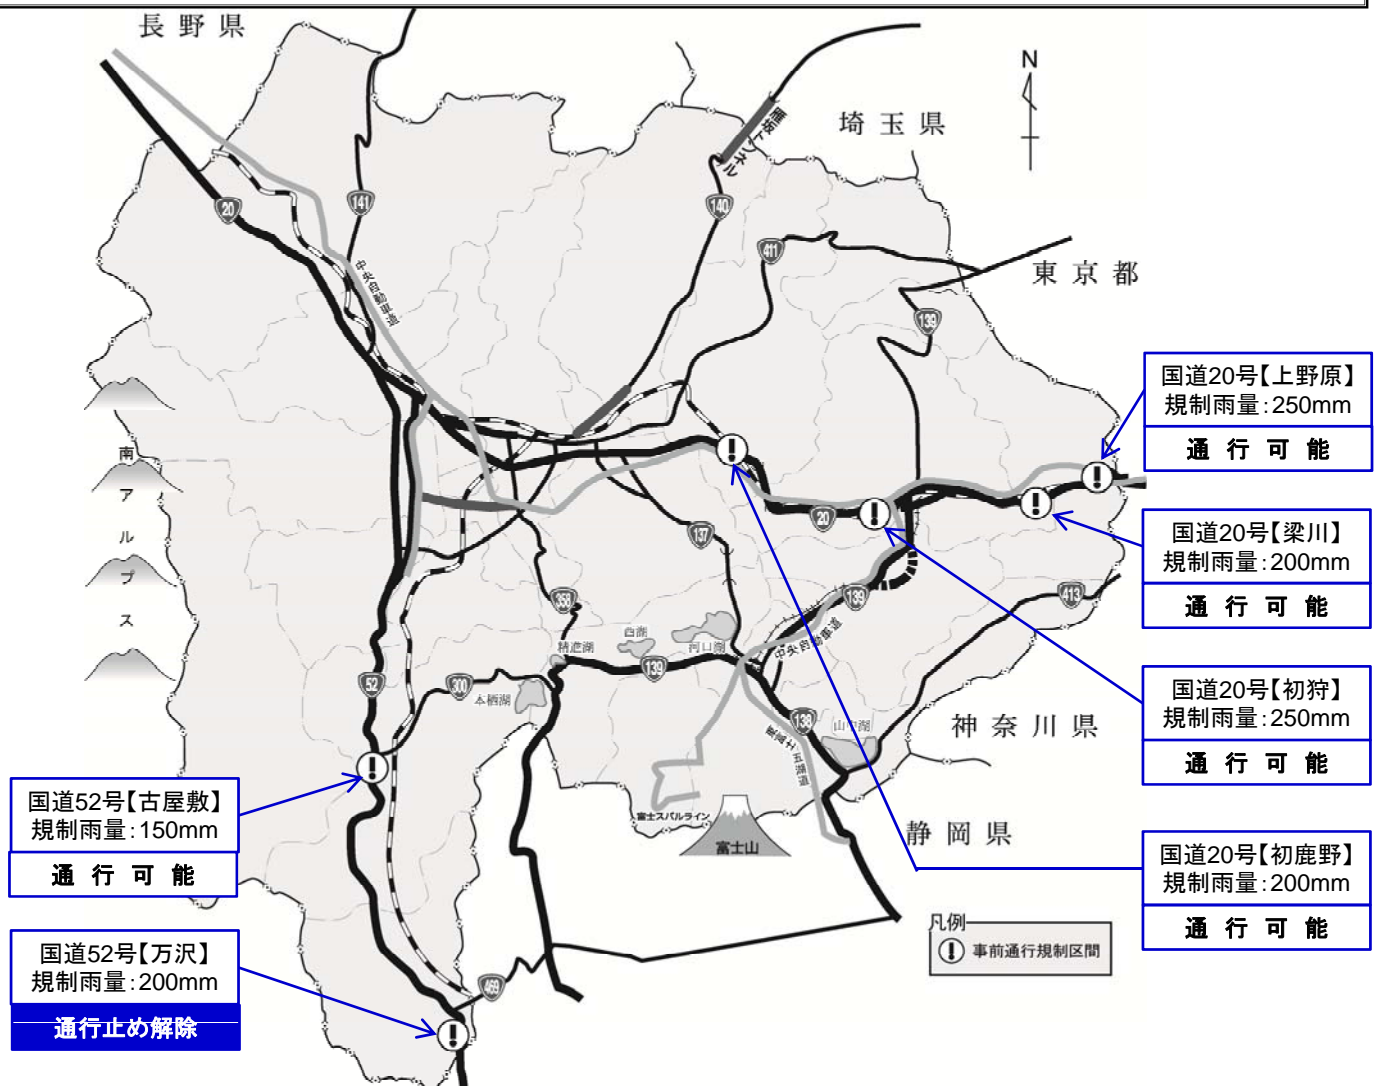 長野県
N
埼玉県
雁坂トンネル
20
141
140
411
東京都
中央自動車道
139
国道20号【上野原】
規制雨量:250mm
通行可能
南アルプス
20
137
国道20号【梁川】
規制雨量:200mm
通行可能
358
139
413
精進湖
西湖
河口湖
中央自動車道
139
52
300
本栖湖
国道20号【初狩】
規制雨量:250mm
通行可能
138
山中湖
東富士五湖道
神奈川県
国道52号【古屋敷】
規制雨量:150mm
通行可能
富士スバルライン
富士山
静岡県
国道20号【初鹿野】
規制雨量:200mm
通行可能
凡例
事前通行規制区間
国道52号【万沢】
規制雨量:200mm
通行止め解除
469